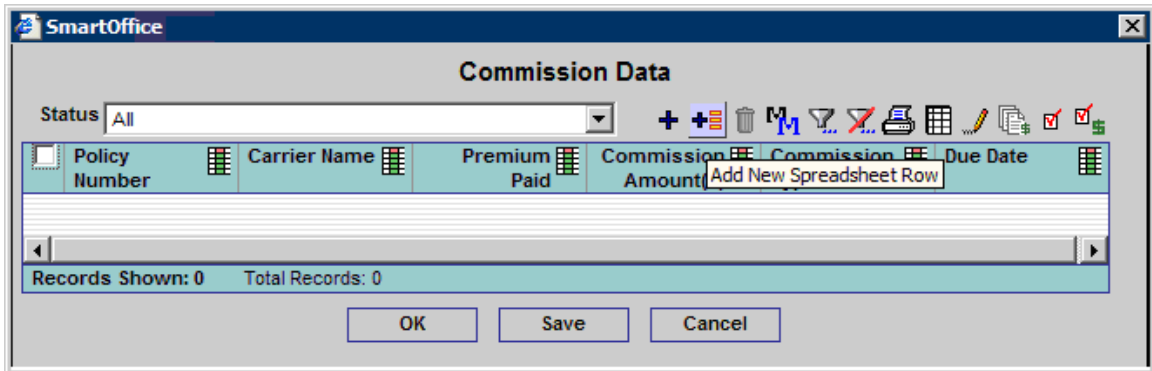 SmartOffice
Commission Data
Status All
Policy Number Carrier Name Premium Paid Commission Amount( Commission Due Date
Add New Spreadsheet Row
Records Shown: 0 Total Records: 0
OK Save Cancel